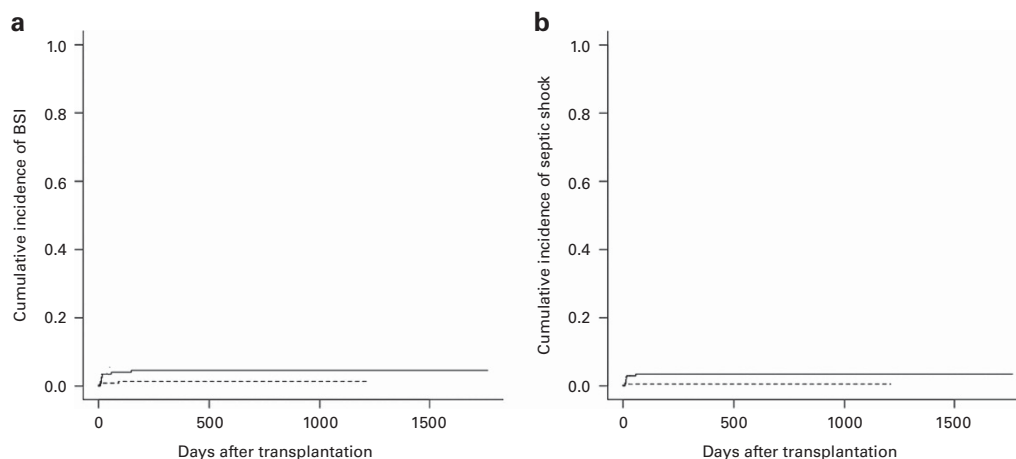 a
Cumulative incidence of BSI
1.0
0.8
0.6
0.4
0.2
0.0
0 500 1000 1500
Days after transplantation
b
Cumulative incidence of septic shock
1.0
0.8
0.6
0.4
0.2
0.0
0 500 1000 1500
Days after transplantation